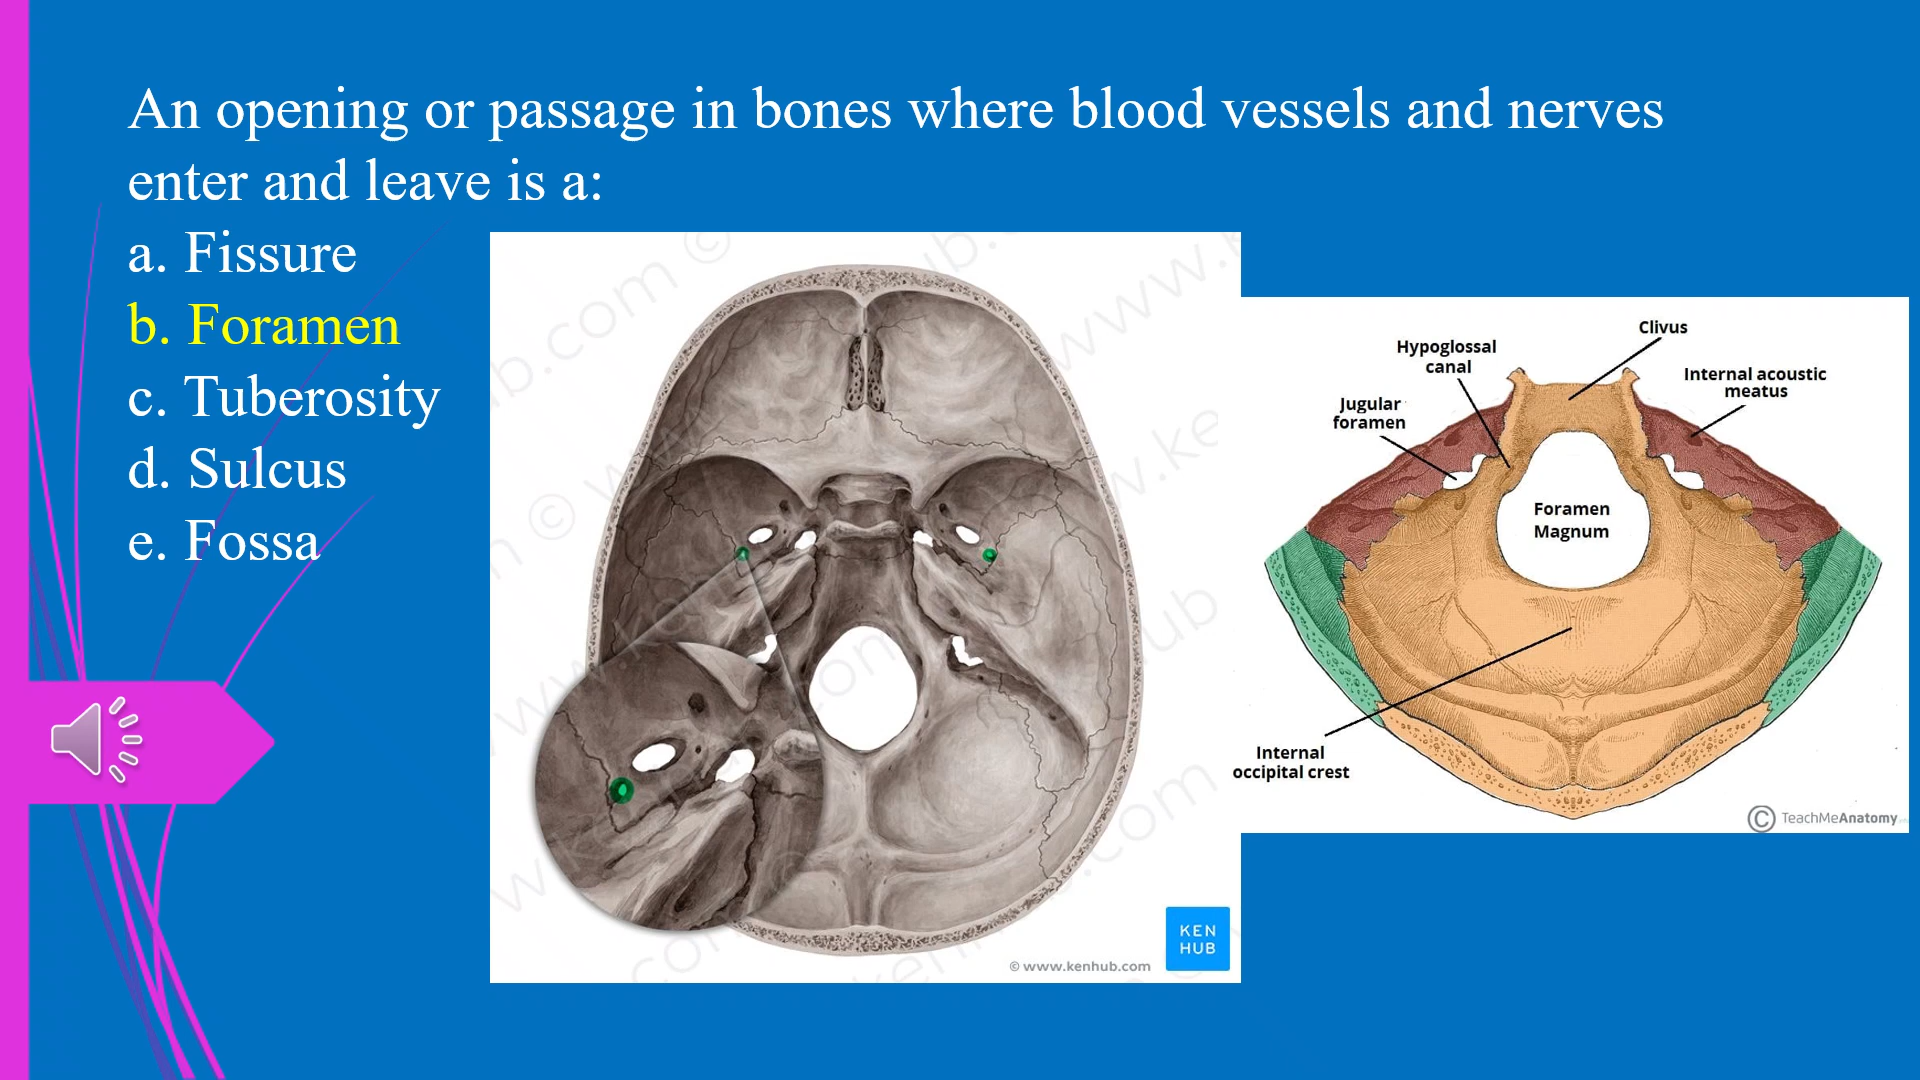 An opening or passage in bones where blood vessels and nerves
enter and leave is a:
a. Fissure
b. Foramen
c. Tuberosity
d. Sulcus
e. Fossa
Clivus
Hypoglossal
canal
Internal acoustic
meatus
Jugular
foramen
Foramen
Magnum
Internal
occipital crest
© TeachMeAnatomy
KEN
HUB
© www.kenhub.com